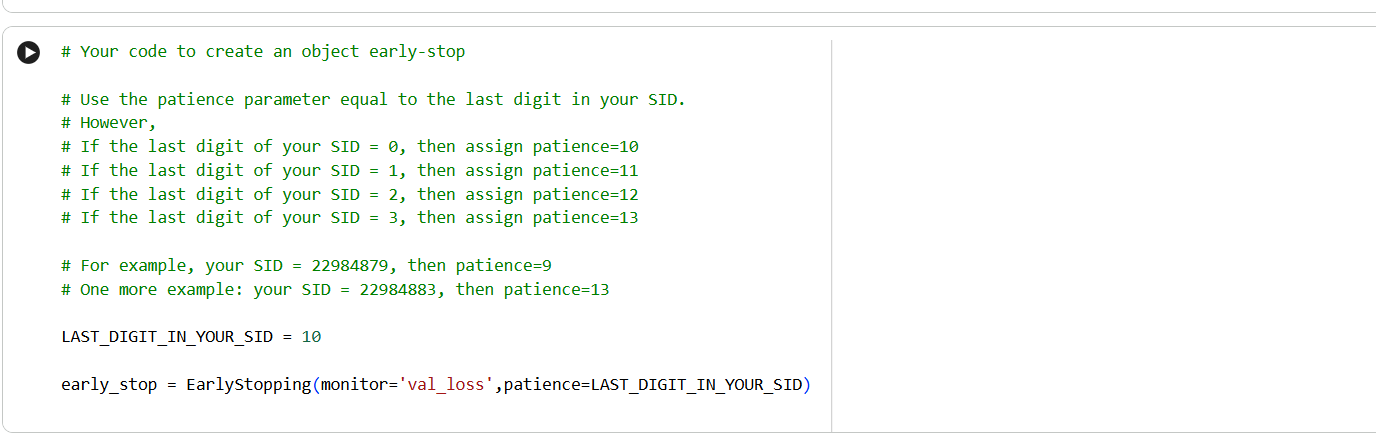 # Your code to create an object early-stop
# Use the patience parameter equal to the last digit in your SID.
# However,
# If the last digit of your SID = 0, then assign patience=10
# If the last digit of your SID = 1, then assign patience=11
# If the last digit of your SID = 2, then assign patience=12
# If the last digit of your SID = 3, then assign patience=13
# For example, your SID = 22984879, then patience=9
# One more example: your SID = 22984883, then patience=13
LAST_DIGIT_IN_YOUR_SID = 10
early_stop = EarlyStopping(monitor='val_loss',patience=LAST_DIGIT_IN_YOUR_SID)